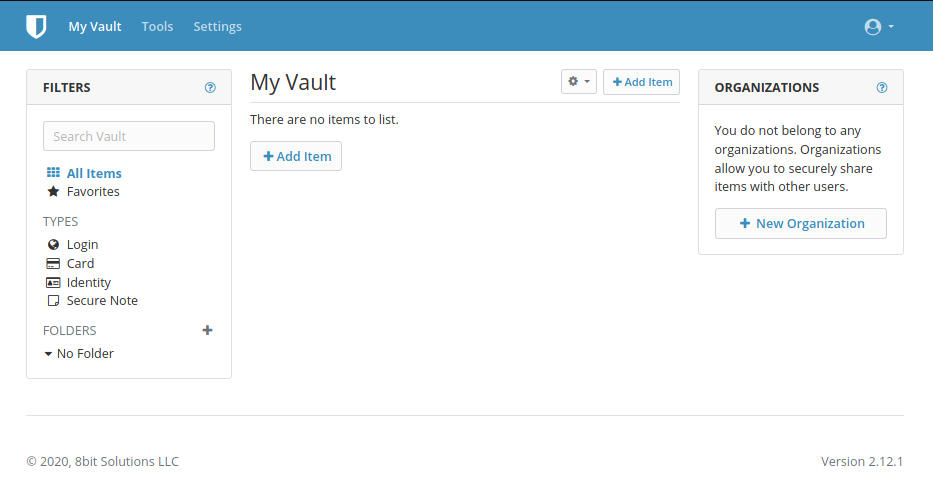 My Vault Tools Settings
FILTERS
Search Vault
All Items
Favorites
TYPES
Login
Card
Identity
Secure Note
FOLDERS
No Folder
My Vault
Add Item
There are no items to list.
Add Item
ORGANIZATIONS
You do not belong to any
organizations. Organizations
allow you to securely share
items with other users.
New Organization
© 2020, 8bit Solutions LLC
Version 2.12.1